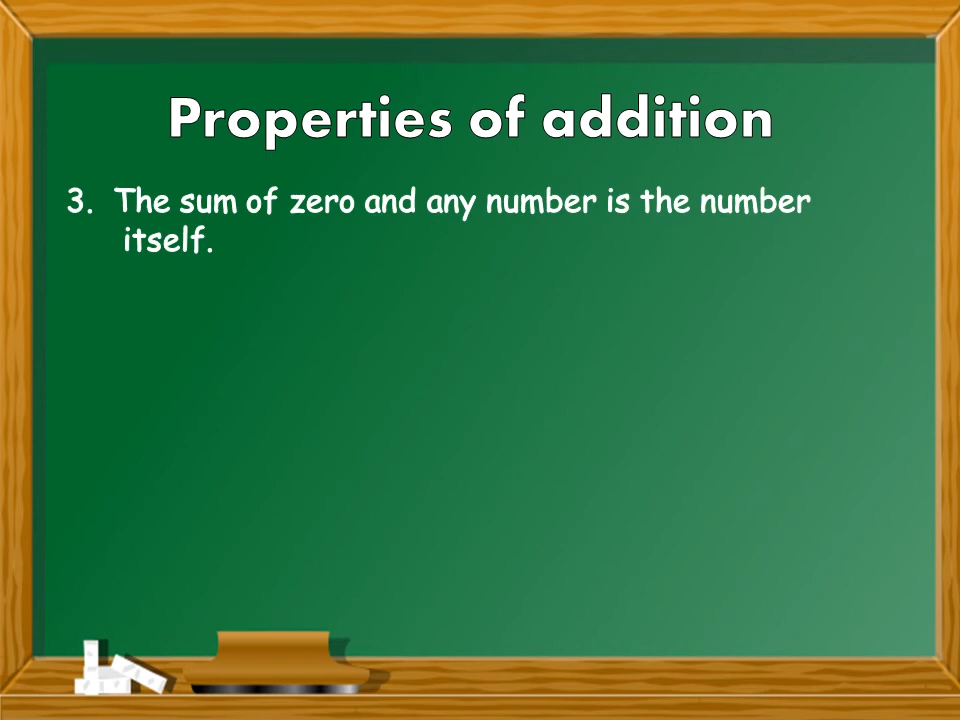 Properties of addition
3. The sum of zero and any number is the number
itself.